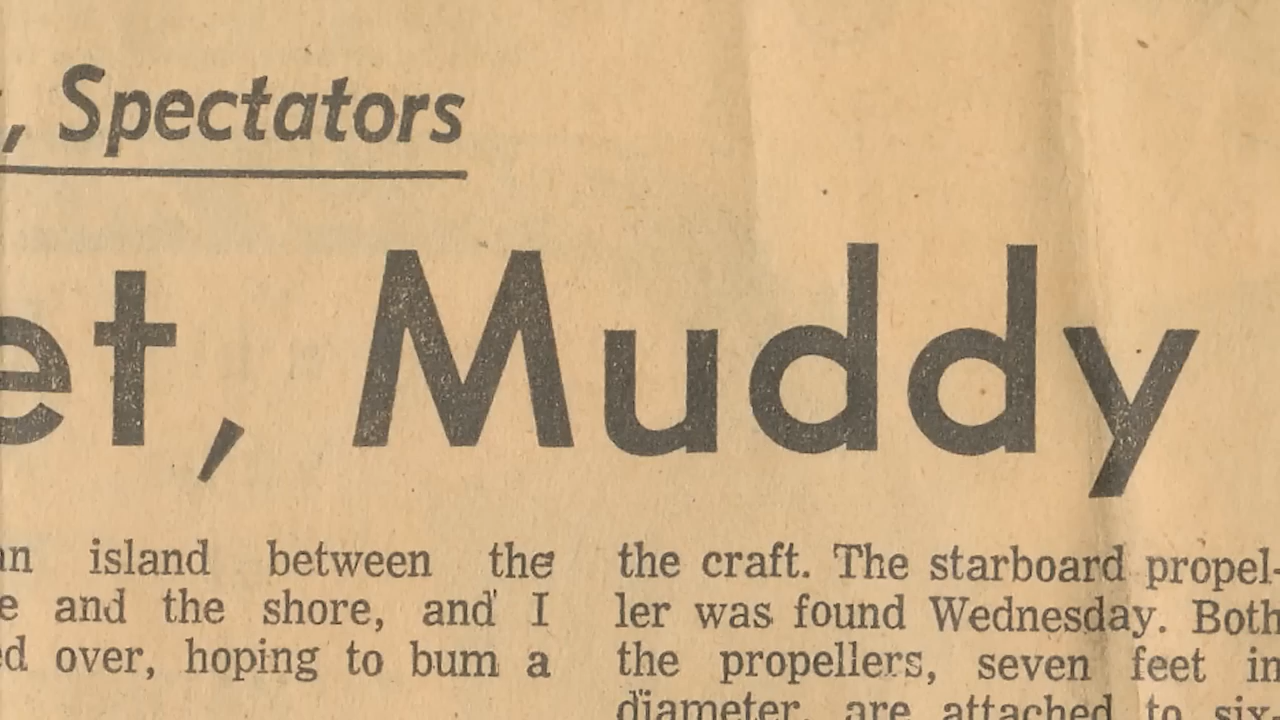 , Spectators
et, Muddy
an island between the
e and the shore, and I
ed over, hoping to bum a
the craft. The starboard propel-
ler was found Wednesday. Both
the propellers, seven feet in
diameter, are attached to six-